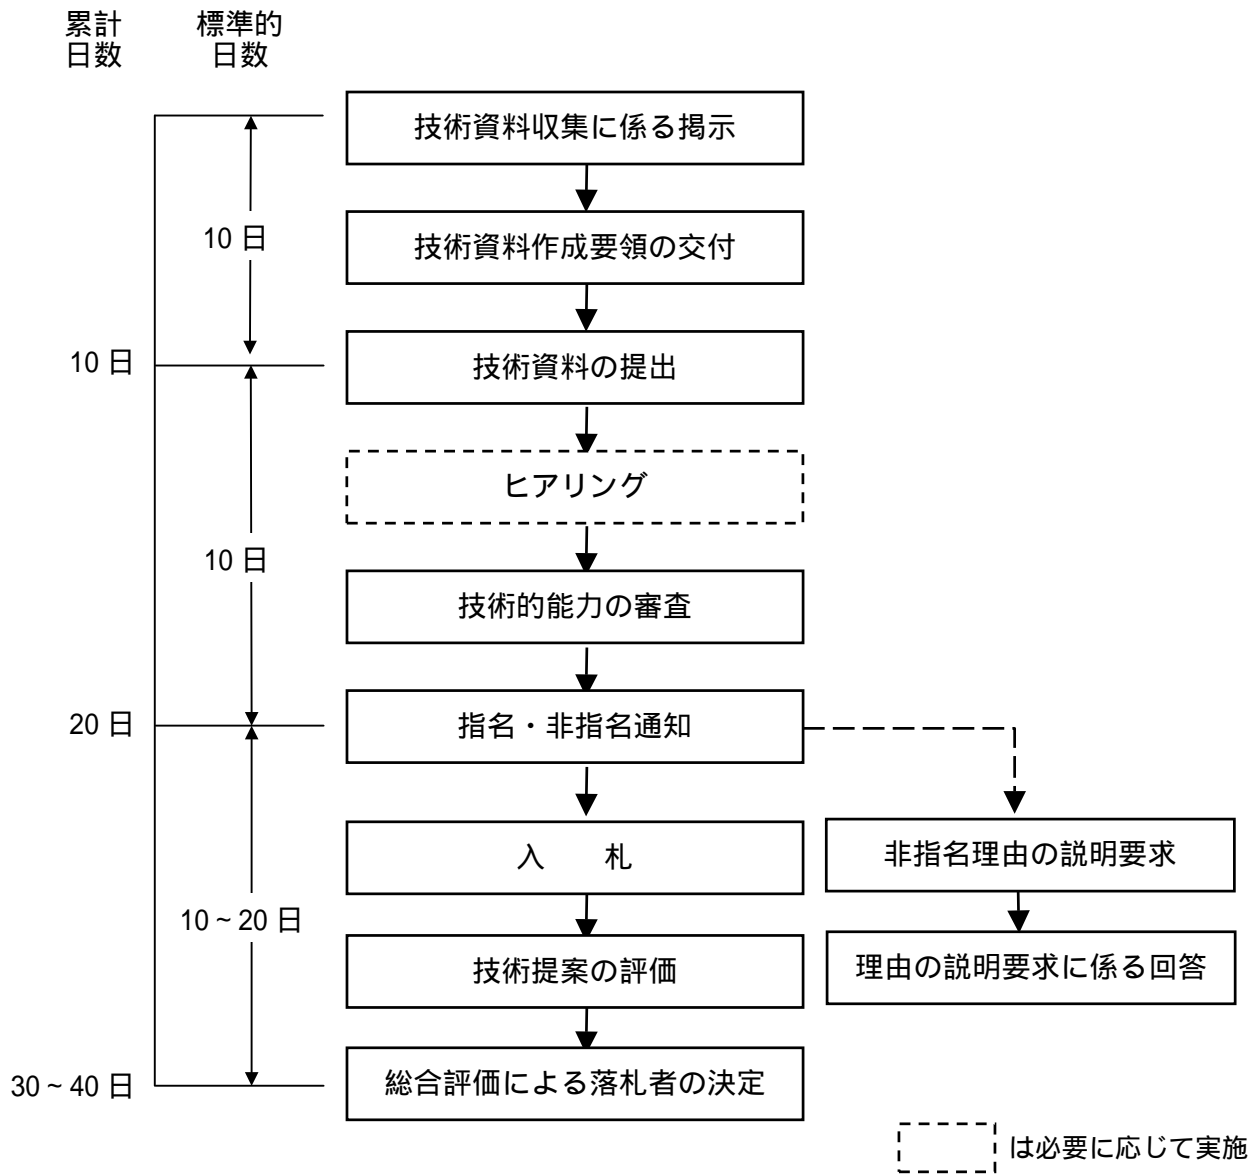 累計
日数
標準的
日数
技術資料収集に係る掲示
10 日
技術資料作成要領の交付
10 日
技術資料の提出
ヒアリング
10 日
技術的能力の審査
20 日
指名・非指名通知
入　　札
非指名理由の説明要求
10~20 日
技術提案の評価
理由の説明要求に係る回答
30~40 日
総合評価による落札者の決定
は必要に応じて実施